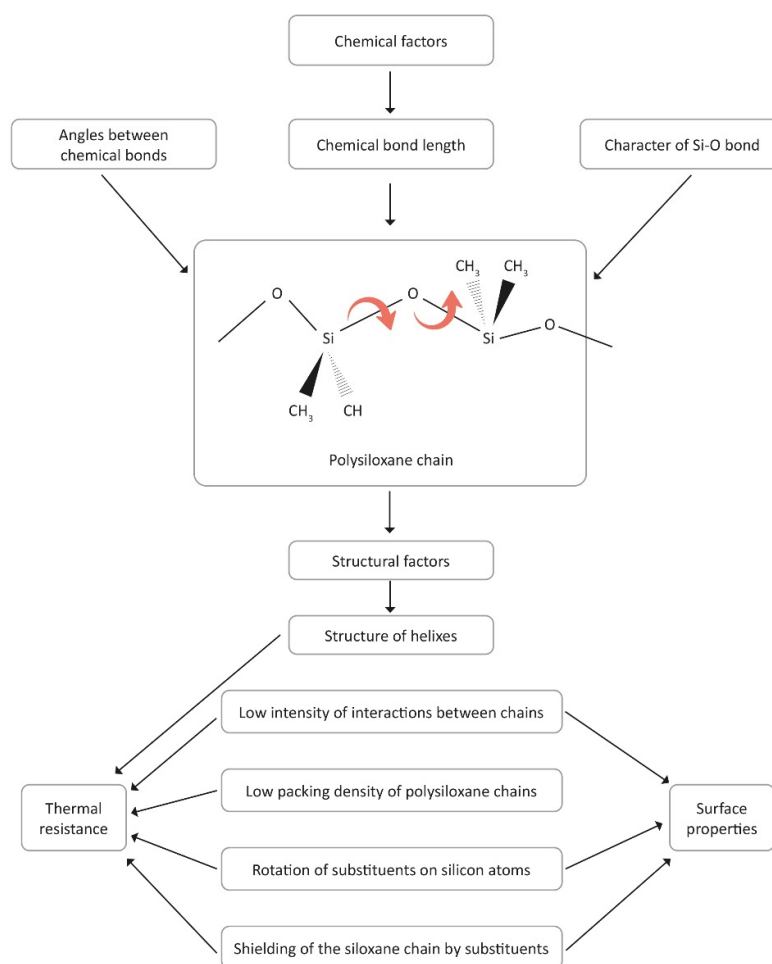 Chemical factors
Angles between
chemical bonds
Chemical bond length
Character of Si-O bond
CH₃ CH₃
O O
Si Si O
CH₃ CH
Polysiloxane chain
Structural factors
Structure of helixes
Low intensity of interactions between chains
Low packing density of polysiloxane chains
Thermal
resistance
Surface
properties
Rotation of substituents on silicon atoms
Shielding of the siloxane chain by substituents